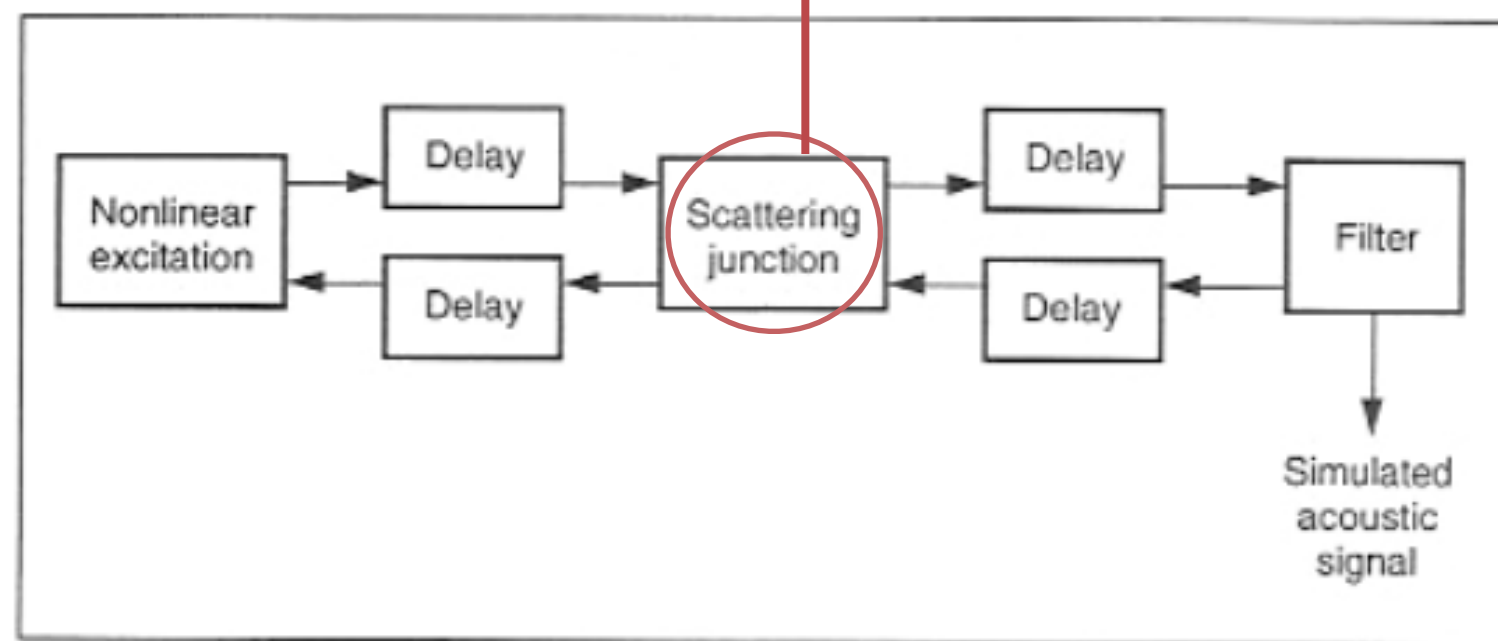 Delay
Delay
Nonlinear
excitation
Scattering
junction
Filter
Delay
Delay
Simulated
acoustic
signal